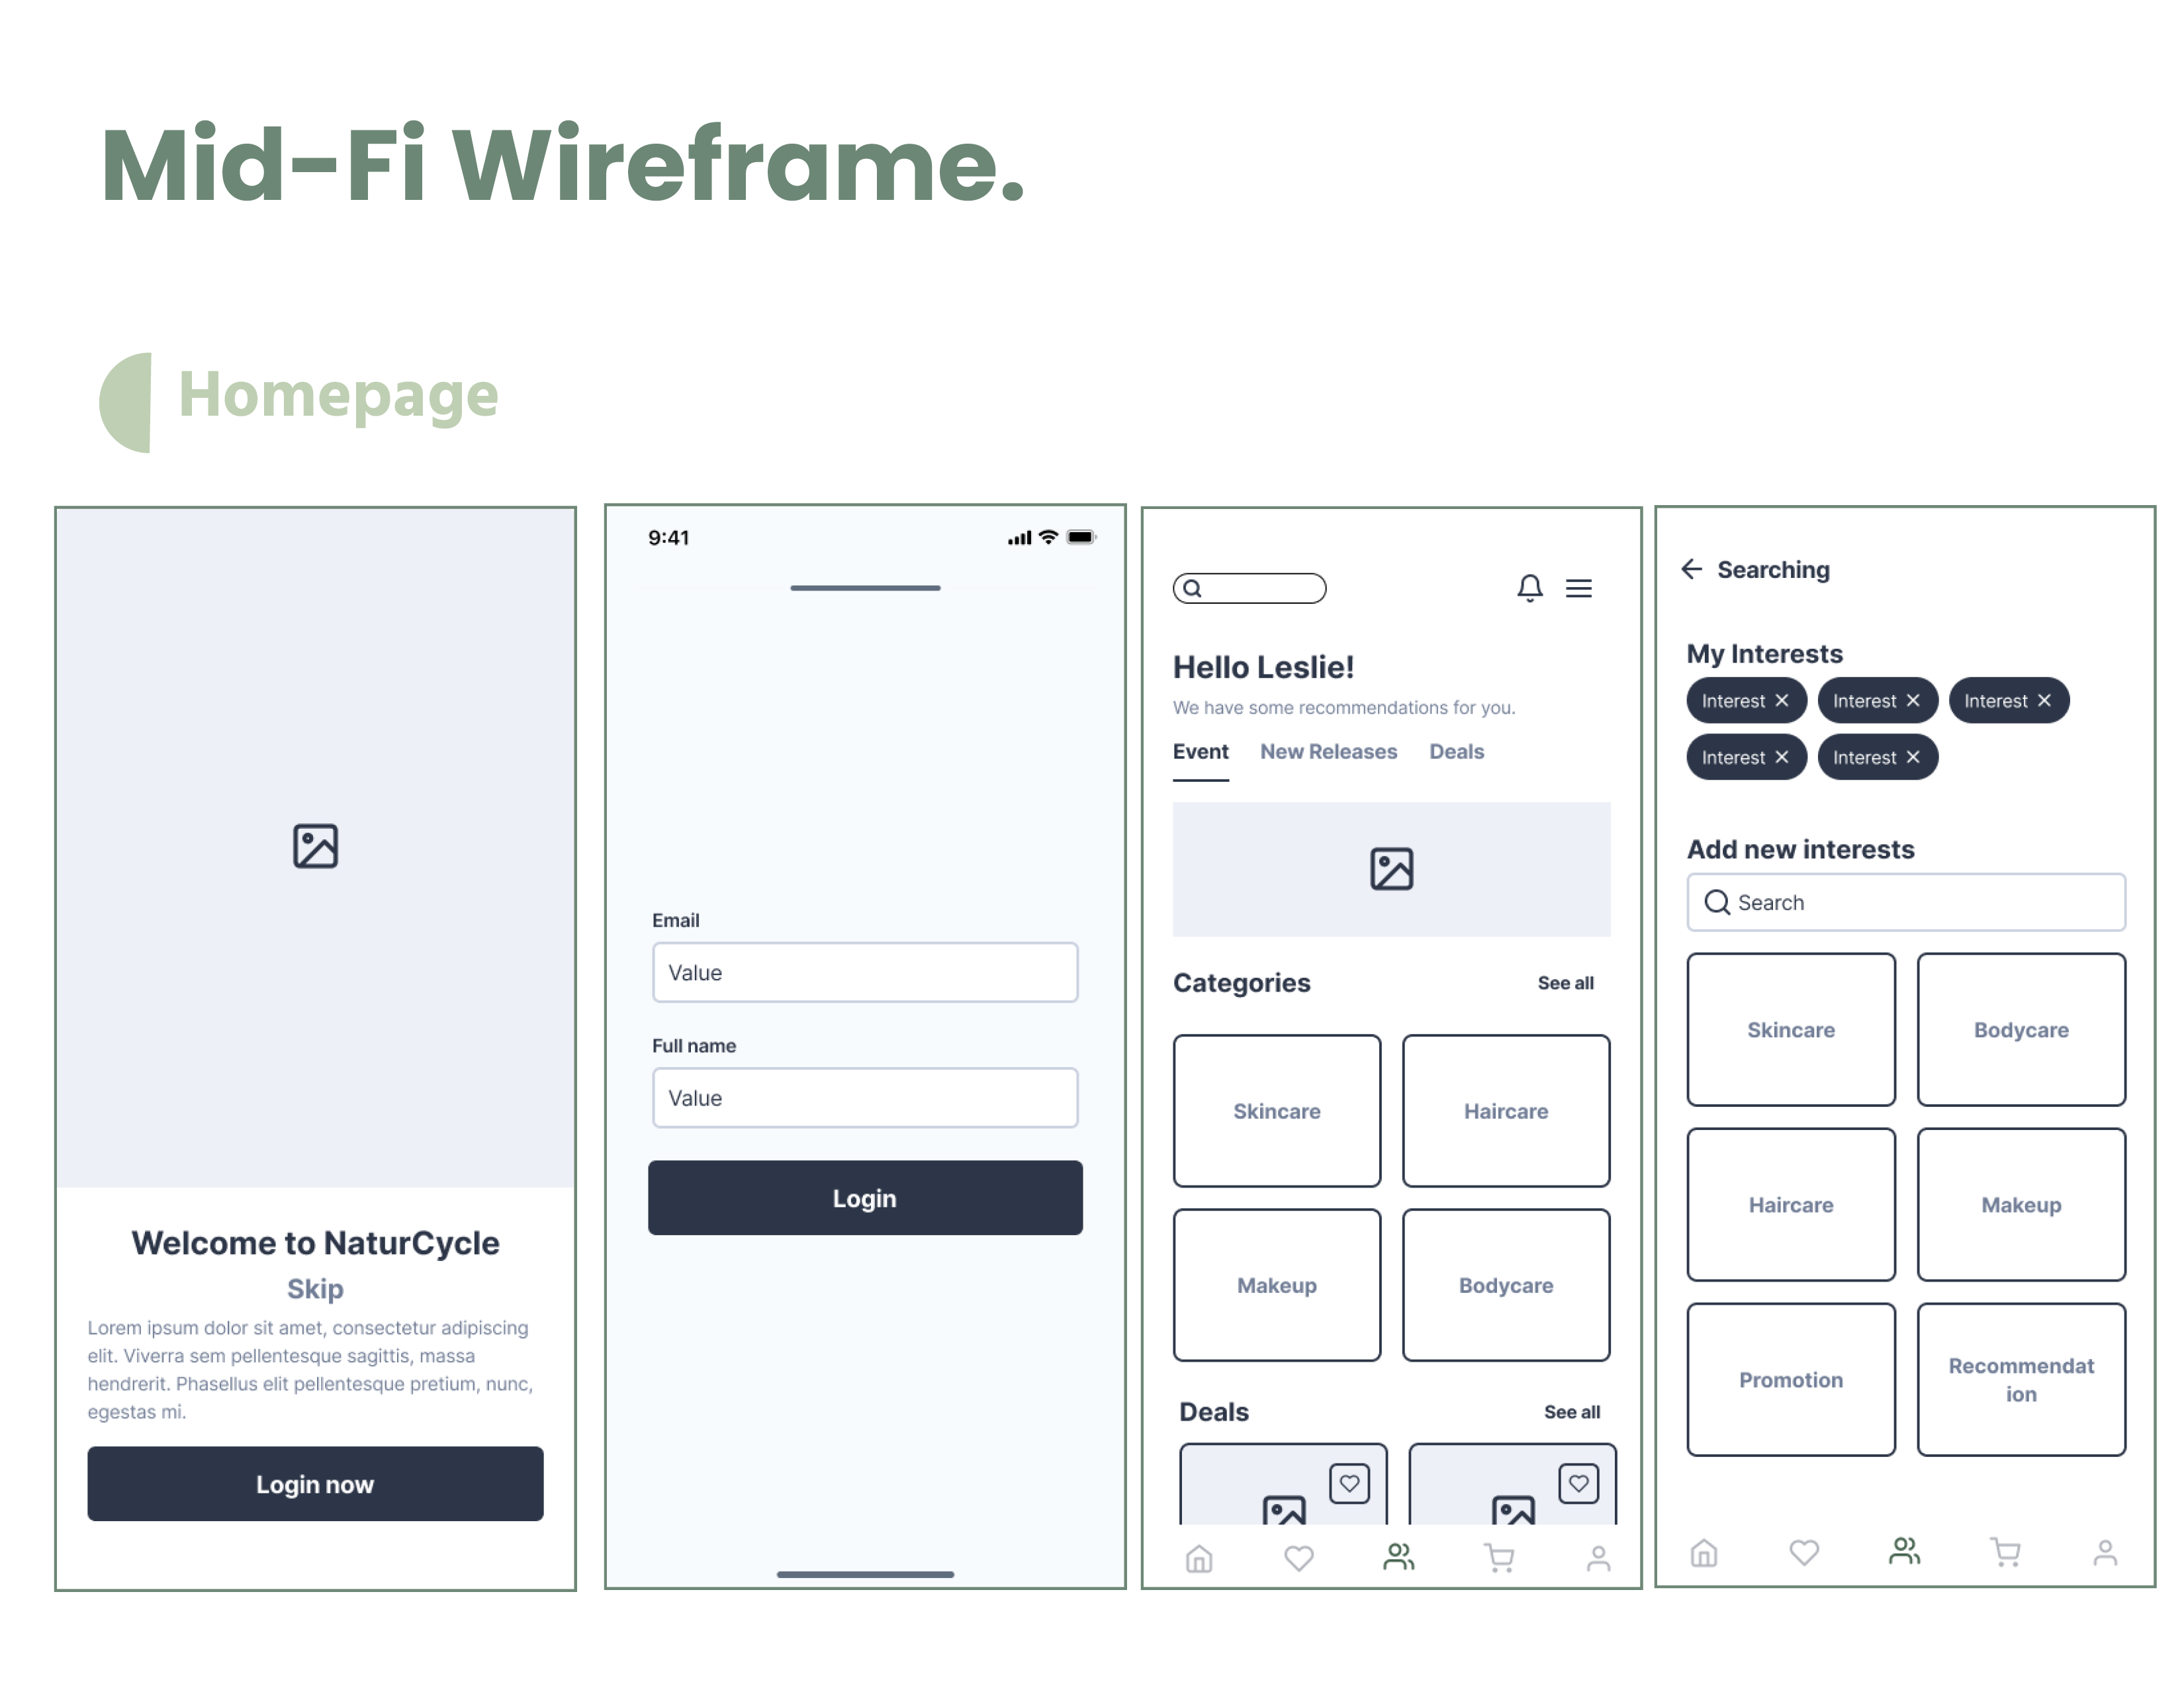 Mid-Fi Wireframe.
Homepage
Welcome to NaturCycle
Skip
Lorem ipsum dolor sit amet, consectetur adipiscing
elit. Viverra sem pellentesque sagittis, massa
hendrerit. Phasellus elit pellentesque pretium, nunc,
egestas mi.
Login now
9:41
Email
Value
Full name
Value
Login
Hello Leslie!
We have some recommendations for you.
Event New Releases Deals
Categories See all
Skincare Haircare
Makeup Bodycare
Deals See all
Searching
My Interests
Interest Interest Interest
Interest Interest
Add new interests
Search
Skincare Bodycare
Haircare Makeup
Promotion Recommendat
ion